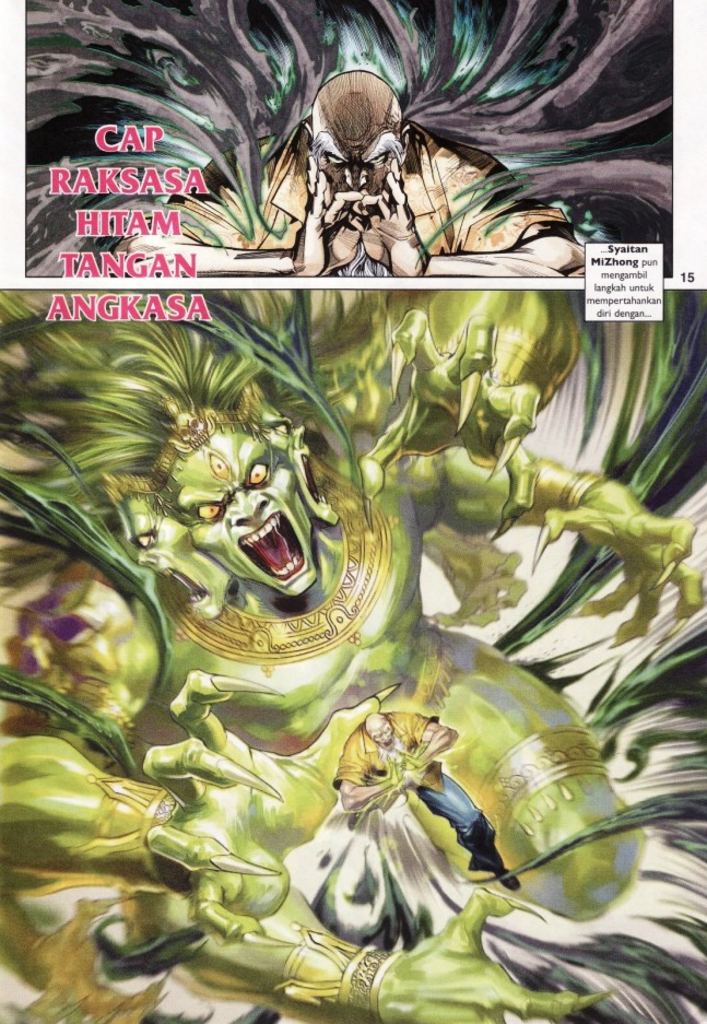 CAP
RAKSASA
HITAM
TANGAN
ANGKASA
...Syaitan
MiZhong pun
mengambil
langkah untuk
mempertahankan
diri dengan...
15